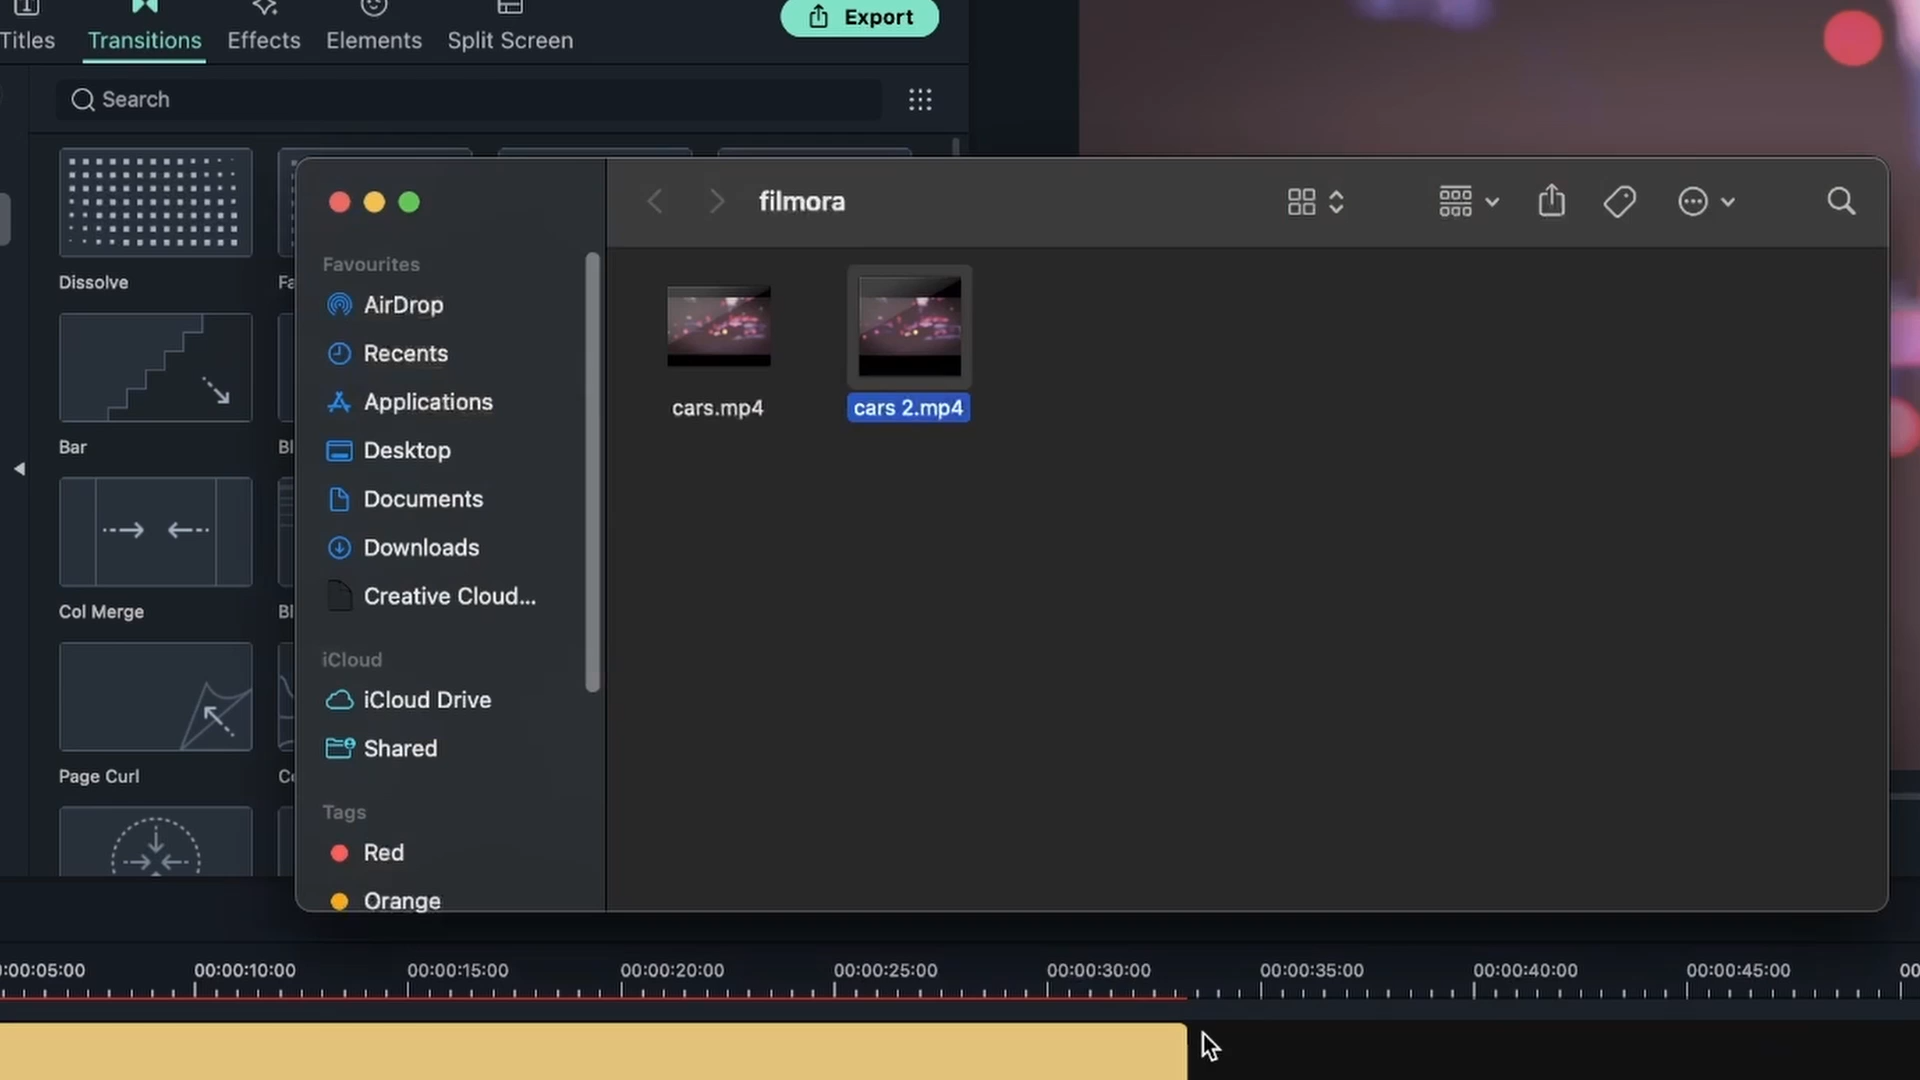 Titles
Transitions
Effects
Elements
Split Screen
Export
Search
Dissolve
Bar
Col Merge
Page Curl
filmora
Favourites
AirDrop
Recents
Applications
Desktop
Documents
Downloads
Creative Cloud...
iCloud
iCloud Drive
Shared
Tags
Red
Orange
cars.mp4
cars 2.mp4
:00:05:00
00:00:10:00
00:00:15:00
00:00:20:00
00:00:25:00
00:00:30:00
00:00:35:00
00:00:40:00
00:00:45:00